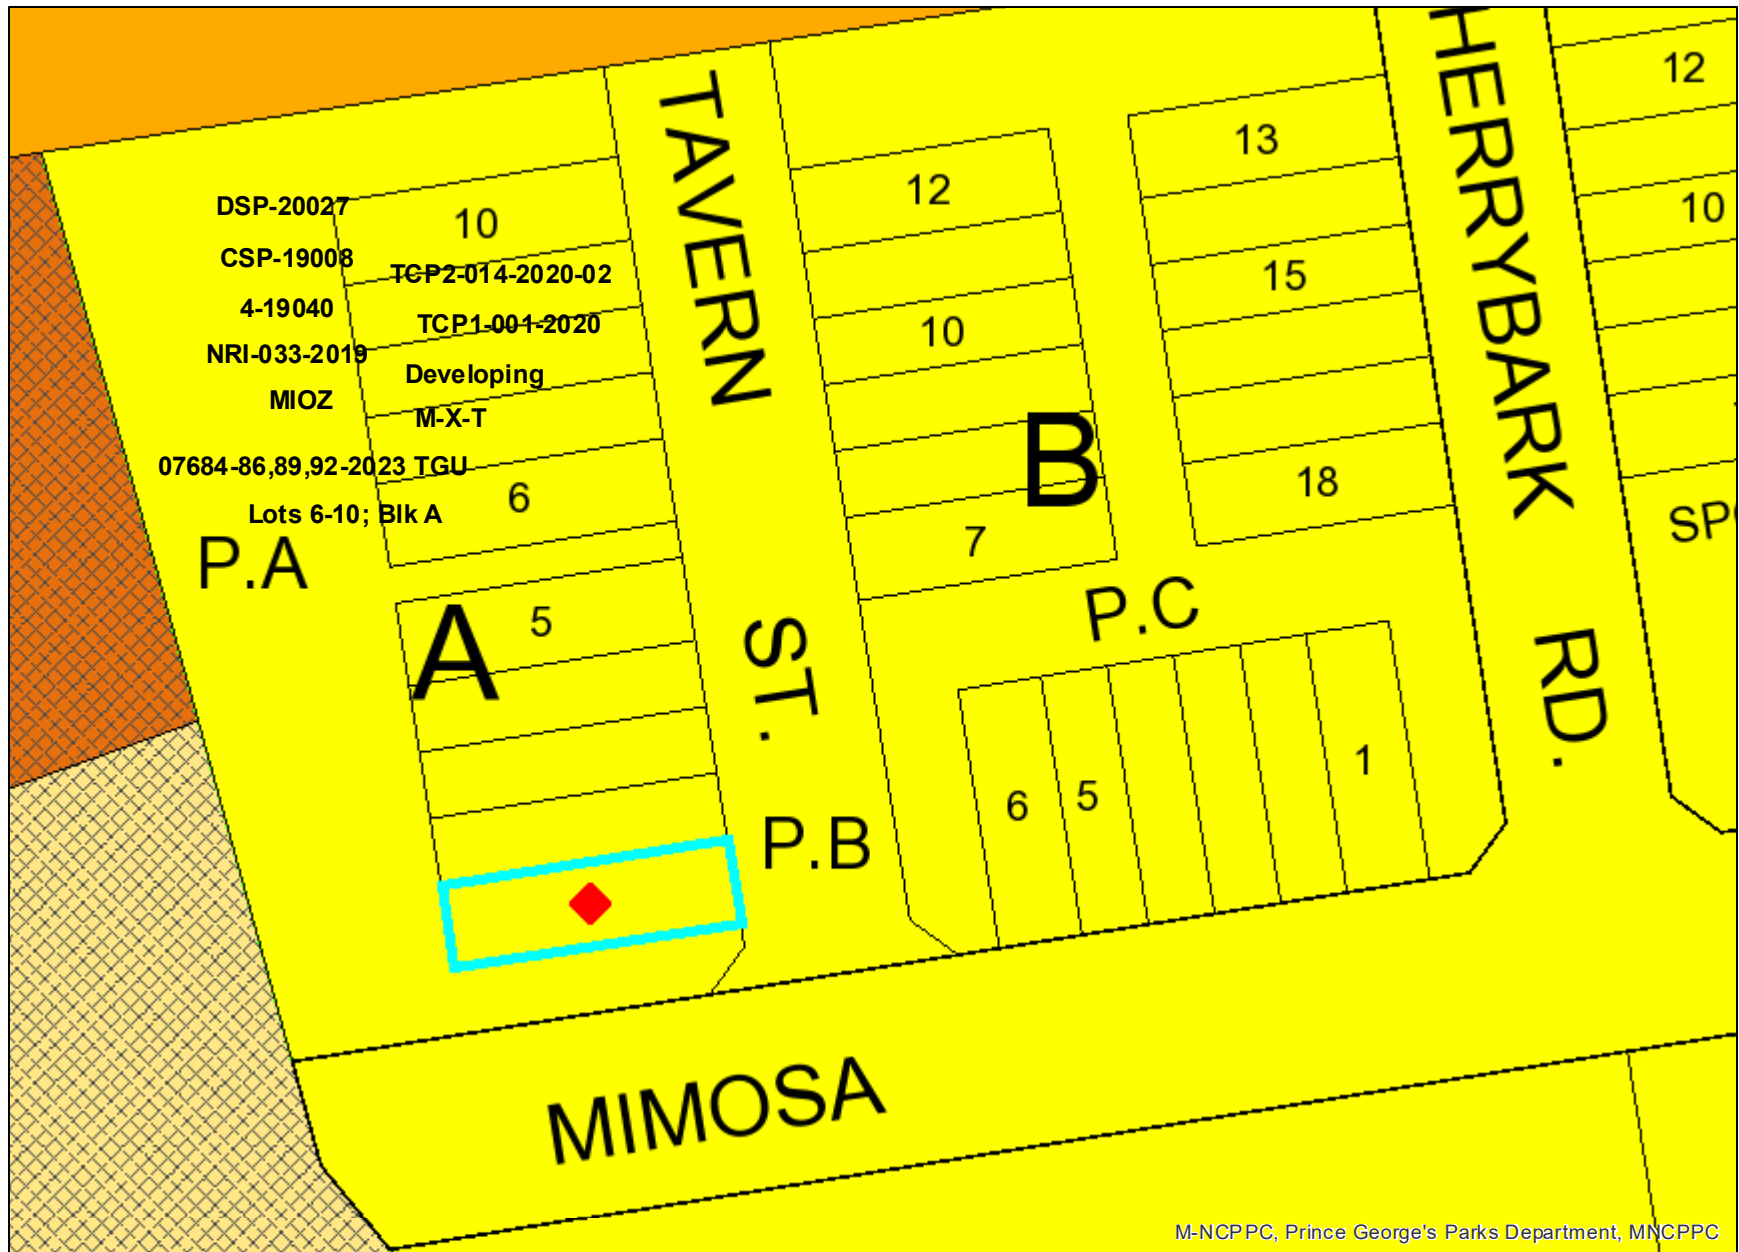 TAVERN
ST.
HERRYBARK
RD.
12
10
13
15
18
12
10
7
SP
DSP-20027
CSP-19008
4-19040
NRI-033-2019
MIOZ
07684-86,89,92-2023 TGU
Lots 6-10; Blk A
10
TCP2-014-2020-02
TCP1-001-2020
Developing
M-X-T
6
P.A
A
5
B
P.C
P.B
6
5
1
MIMOSA
M-NCPPC, Prince George's Parks Department, MNCPPC